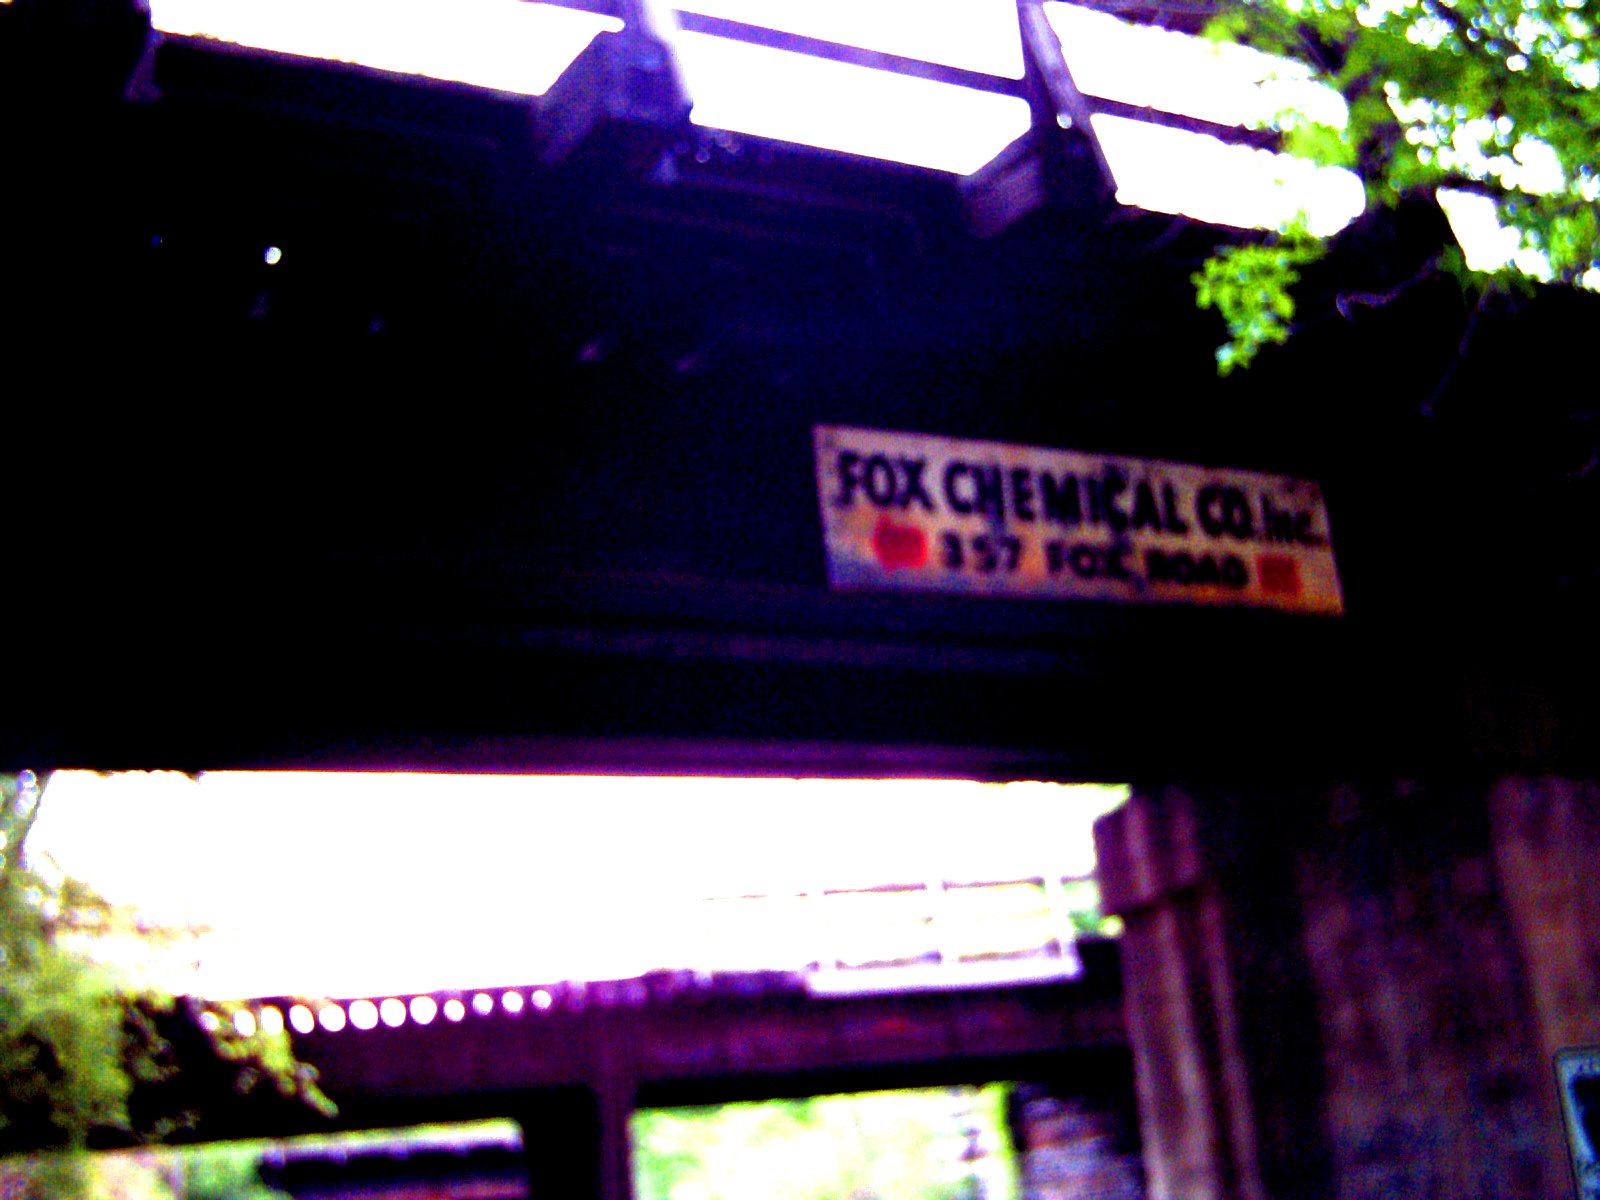 FOX CHEMICAL CO. Inc.
357 FOX ROAD